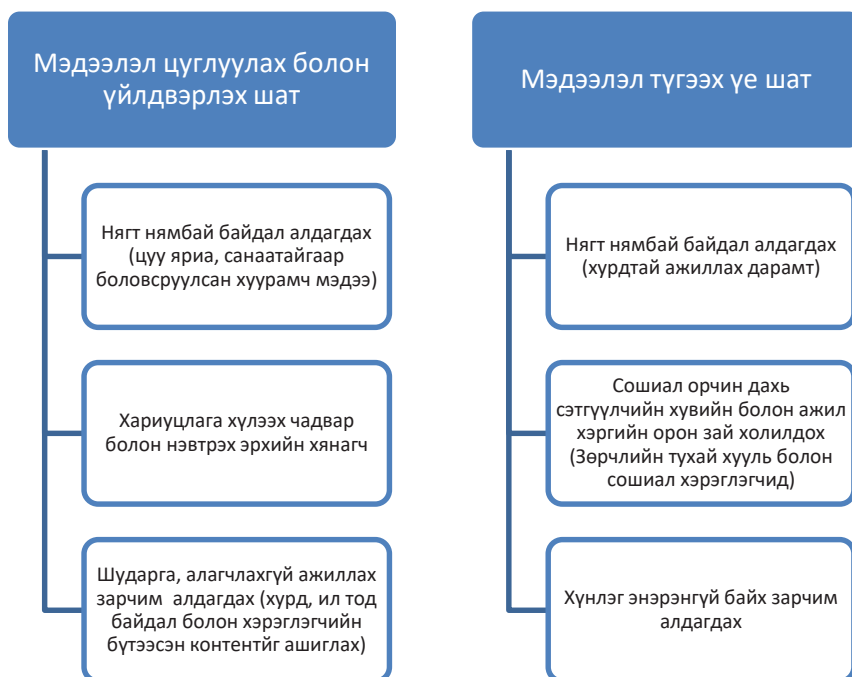 Мэдээлэл цуглуулах болон
үйлдвэрлэх шат
Нягт нямбай байдал алдагдах
(цуу яриа, санаатайгаар
боловсруулсан хуурамч мэдээ)
Хариуцлага хүлээх чадвар
болон нэвтрэх эрхийн хянагч
Шударга, алагчлахгүй ажиллах
зарчим алдагдах (хурд, ил тод
байдал болон хэрэглэгчийн
бүтээсэн контентйг ашиглах)
Мэдээлэл түгээх үе шат
Нягт нямбай байдал алдагдах
(хурдтай ажиллах дарамт)
Сошиал орчин дахь
сэтгүүлчийн хувийн болон ажил
хэргийн орон зай холилдох
(Зөрчлийн тухай хууль болон
сошиал хэрэглэгчид)
Хүнлэг энэрэнгүй байх зарчим
алдагдах